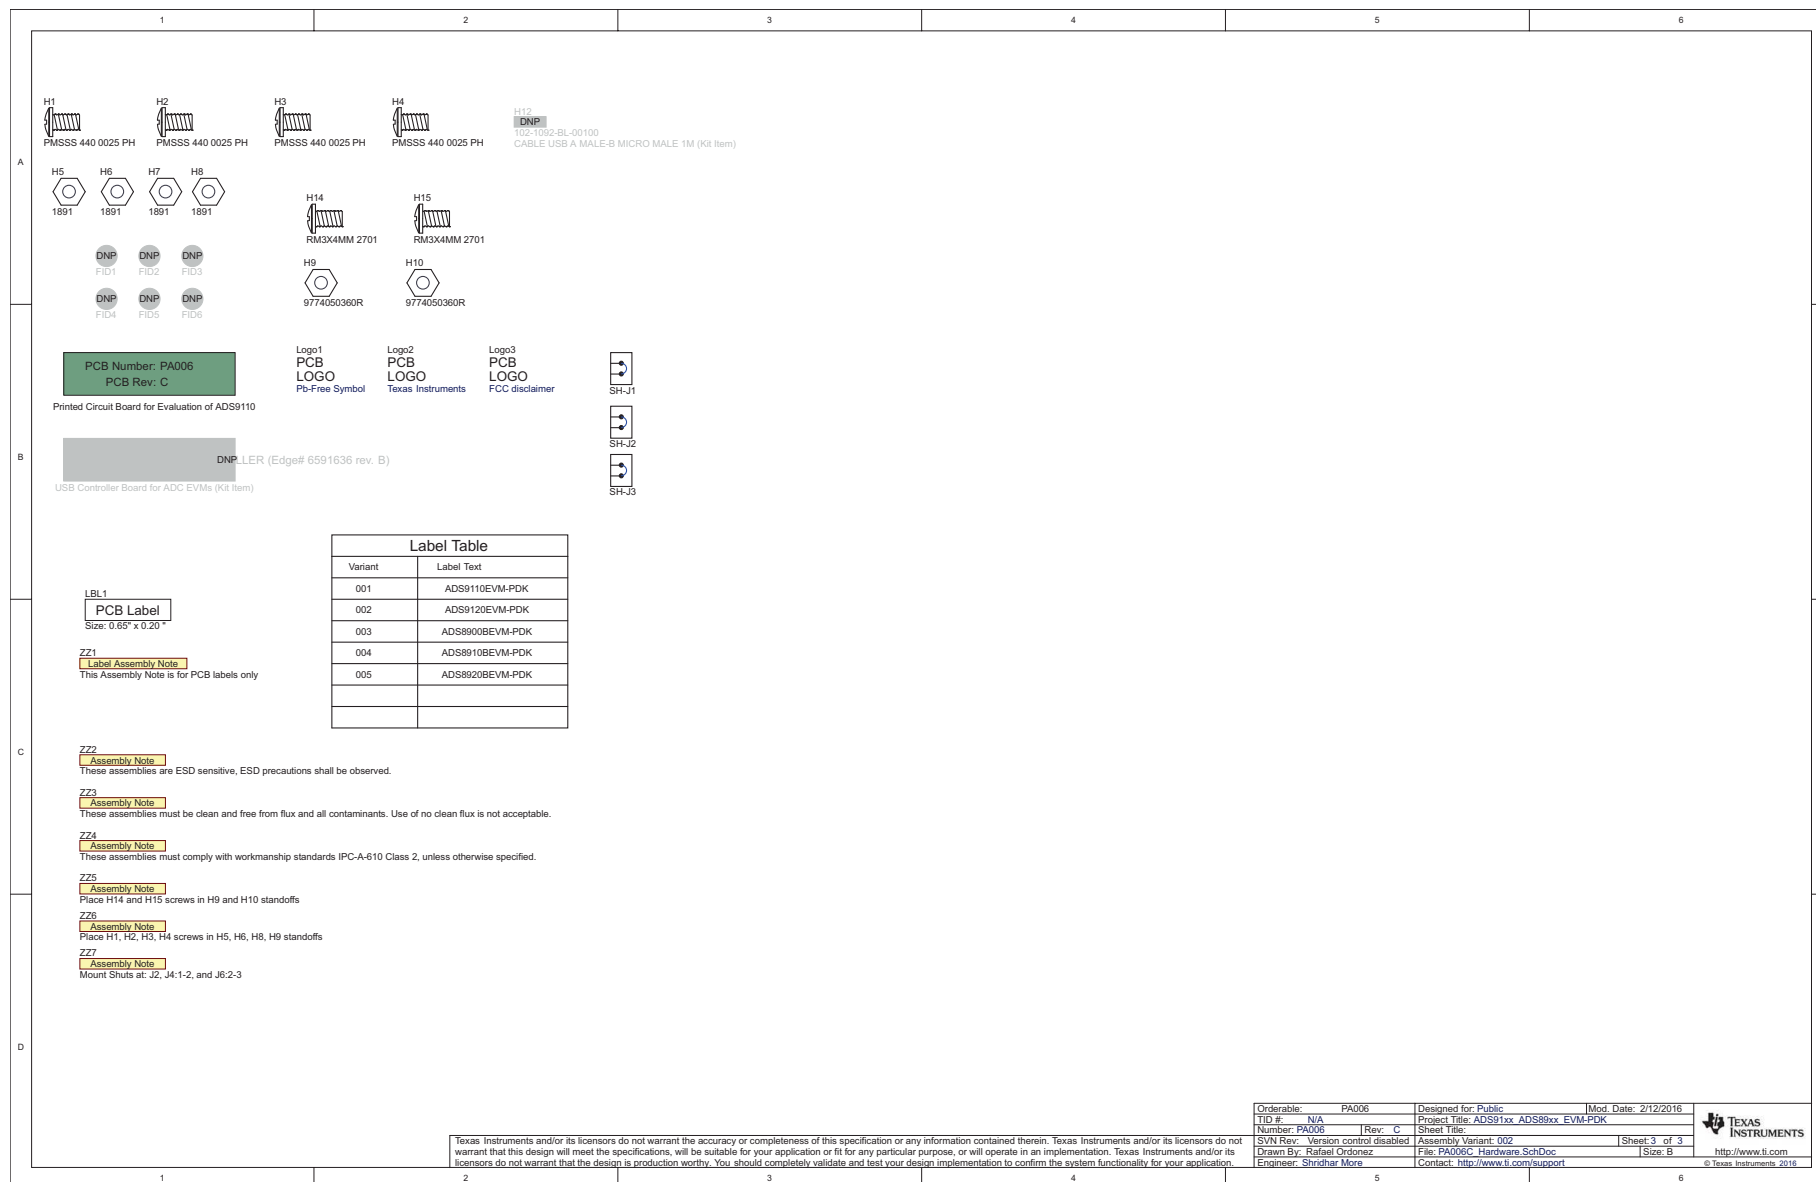 1 2 3 4 5 6
H1 H2 H3 H4 H12
DNP
PMSSS 440 0025 PH PMSSS 440 0025 PH PMSSS 440 0025 PH PMSSS 440 0025 PH
102-1092-BL-00100
CABLE USB A MALE-B MICRO MALE 1M (Kit Item)
A
H5 H6 H7 H8
1891 1891 1891 1891
H14 H15
RM3X4MM 2701 RM3X4MM 2701
DNP DNP DNP
FID1 FID2 FID3
H9 H10
9774050360R 9774050360R
DNP DNP DNP
FID4 FID5 FID6
PCB Number: PA006
PCB Rev: C
Printed Circuit Board for Evaluation of ADS9110
Logo1 Logo2 Logo3
PCB PCB PCB
LOGO LOGO LOGO
Pb-Free Symbol Texas Instruments FCC disclaimer
SH-J1
SH-J2
SH-J3
B
DNP LLER (Edge# 6591636 rev. B)
USB Controller Board for ADC EVMs (Kit Item)
Label Table
Variant Label Text
001 ADS9110EVM-PDK
002 ADS9120EVM-PDK
003 ADS8900BEVM-PDK
004 ADS8910BEVM-PDK
005 ADS8920BEVM-PDK
LBL1
PCB Label
Size: 0.65" x 0.20 "
ZZ1
Label Assembly Note
This Assembly Note is for PCB labels only
C
ZZ2
Assembly Note
These assemblies are ESD sensitive, ESD precautions shall be observed.
ZZ3
Assembly Note
These assemblies must be clean and free from flux and all contaminants. Use of no clean flux is not acceptable.
ZZ4
Assembly Note
These assemblies must comply with workmanship standards IPC-A-610 Class 2, unless otherwise specified.
ZZ5
Assembly Note
Place H14 and H15 screws in H9 and H10 standoffs
ZZ6
Assembly Note
Place H1, H2, H3, H4 screws in H5, H6, H8, H9 standoffs
ZZ7
Assembly Note
Mount Shuts at: J2, J4:1-2, and J6:2-3
D
Texas Instruments and/or its licensors do not warrant the accuracy or completeness of this specification or any information contained therein. Texas Instruments and/or its licensors do not
warrant that this design will meet the specifications, will be suitable for your application or fit for any particular purpose, or will operate in an implementation. Texas Instruments and/or its
licensors do not warrant that the design is production worthy. You should completely validate and test your design implementation to confirm the system functionality for your application.
Orderable: PA006 Designed for: Public Mod. Date: 2/12/2016
TID #: N/A Project Title: ADS91xx_ADS89xx_EVM-PDK
Number: PA006 Rev: C Sheet Title:
SVN Rev: Version control disabled Assembly Variant: 002 Sheet: 3 of 3
Drawn By: Rafael Ordonez File: PA006C_Hardware.SchDoc Size: B
Engineer: Shridhar More Contact: http://www.ti.com/support
TEXAS
INSTRUMENTS
http://www.ti.com
© Texas Instruments 2016
1 2 3 4 5 6